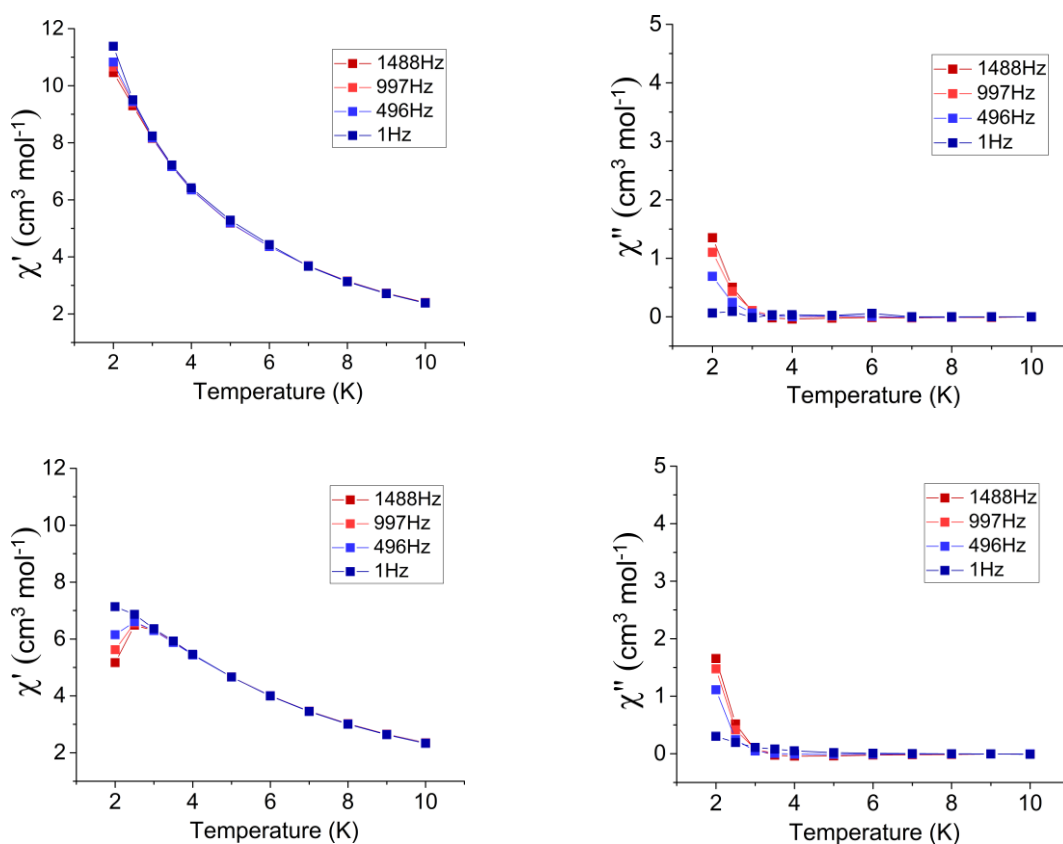 12
10
8
6
4
2
2 4 6 8 10
Temperature (K)
χ' (cm³ mol⁻¹)
1488Hz
997Hz
496Hz
1Hz
5
4
3
2
1
0
2 4 6 8 10
Temperature (K)
χ" (cm³ mol⁻¹)
1488Hz
997Hz
496Hz
1Hz
12
10
8
6
4
2
2 4 6 8 10
Temperature (K)
χ' (cm³ mol⁻¹)
1488Hz
997Hz
496Hz
1Hz
5
4
3
2
1
0
2 4 6 8 10
Temperature (K)
χ" (cm³ mol⁻¹)
1488Hz
997Hz
496Hz
1Hz